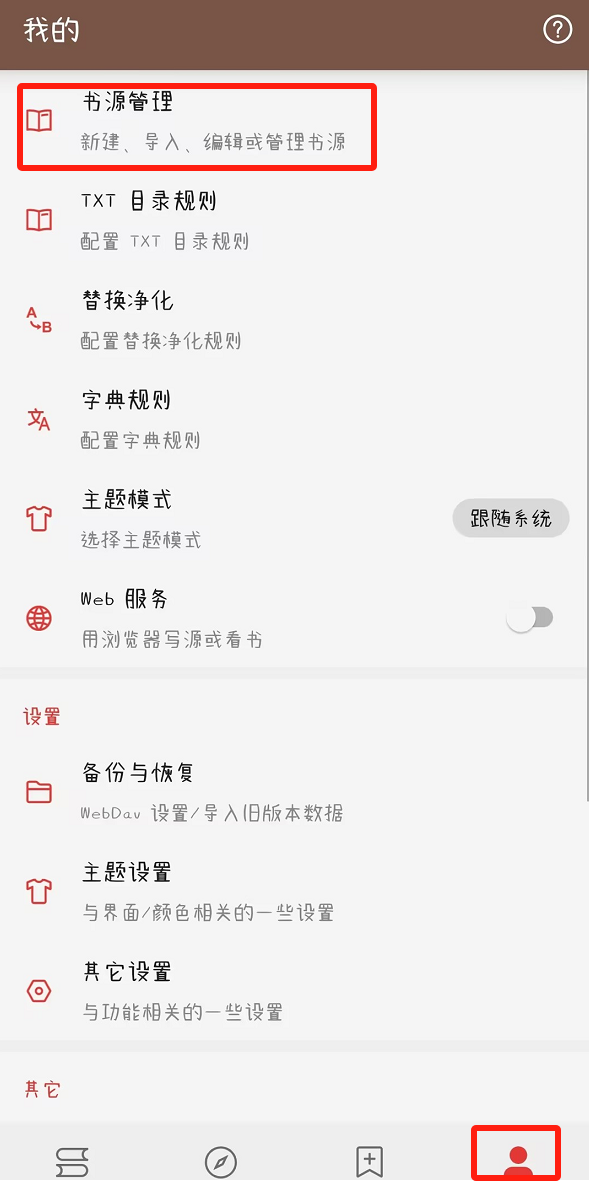 我的
书源管理
新建、导入、编辑或管理书源
TXT 目录规则
配置 TXT 目录规则
替换净化
配置替换净化规则
字典规则
配置字典规则
主题模式
选择主题模式
跟随系统
Web 服务
用浏览器写源或看书
设置
备份与恢复
WebDav 设置/导入旧版本数据
主题设置
与界面/颜色相关的一些设置
其它设置
与功能相关的一些设置
其它